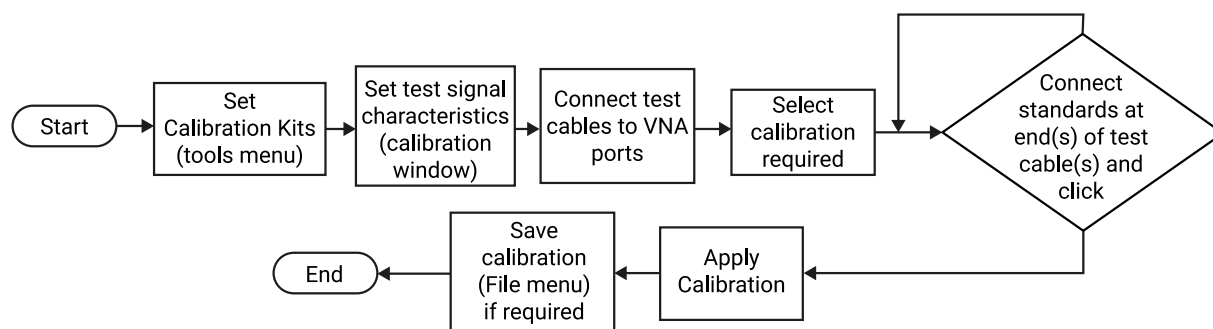 Start
Set
Calibration Kits
(tools menu)
Set test signal
characteristics
(calibration
window)
Connect test
cables to VNA
ports
Select
calibration
required
Connect
standards at
end(s) of test
cable(s) and
click
Apply
Calibration
Save
calibration
(File menu)
if required
End